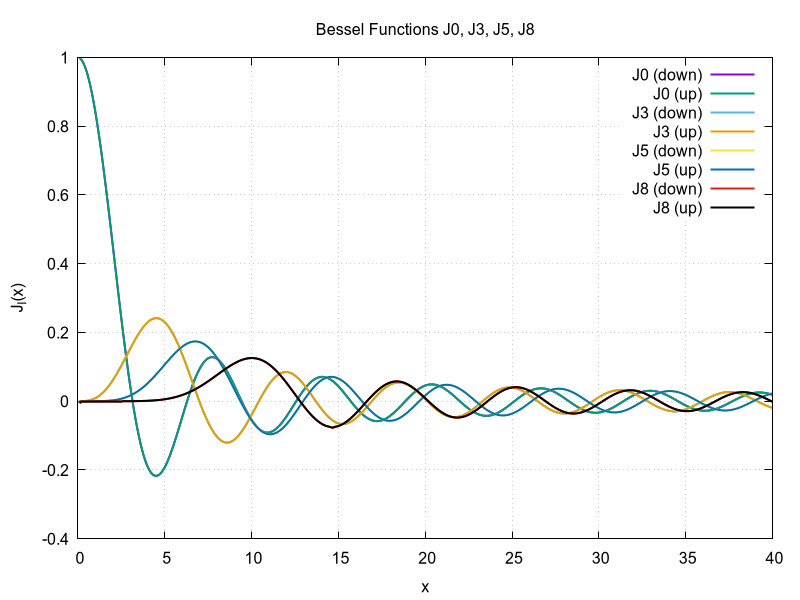 Bessel Functions J0, J3, J5, J8
J0 (down)
J0 (up)
J3 (down)
J3 (up)
J5 (down)
J5 (up)
J8 (down)
J8 (up)
1
0.8
0.6
0.4
0.2
0
-0.2
-0.4
Jl(x)
0 5 10 15 20 25 30 35 40
x